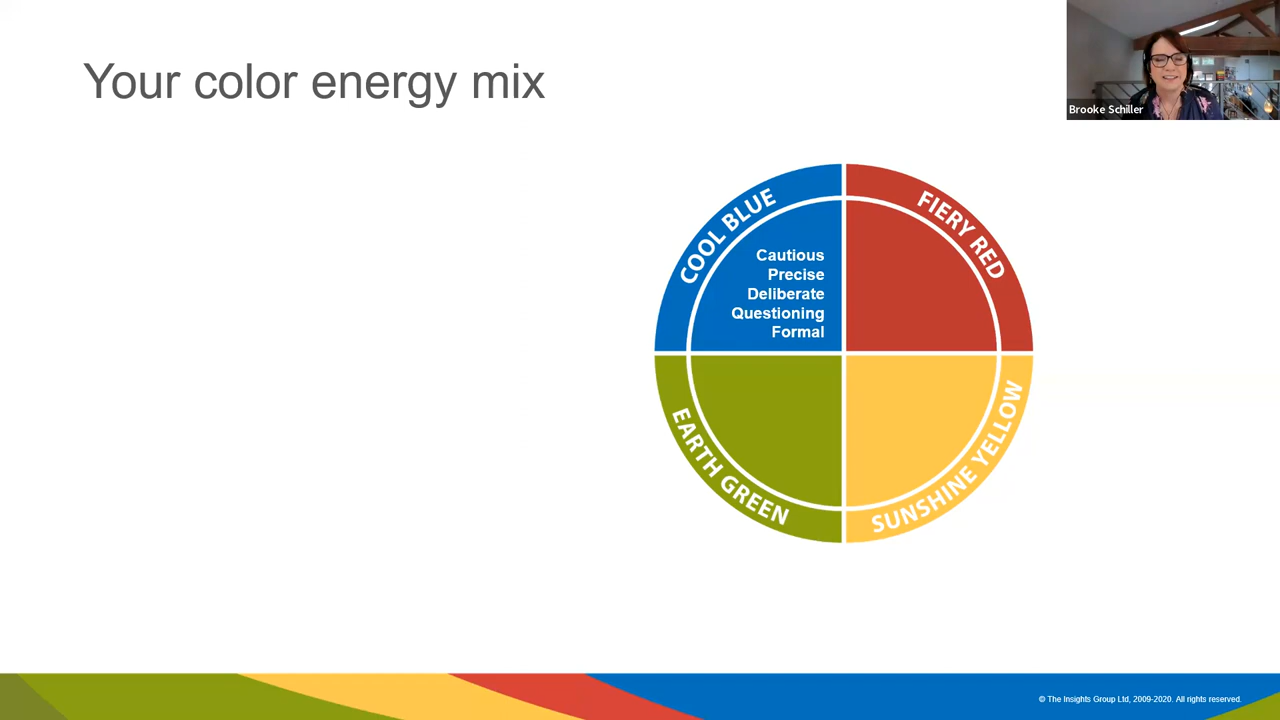 Your color energy mix
Brooke Schiller
COOL BLUE
FIERY RED
Cautious
Precise
Deliberate
Questioning
Formal
EARTH GREEN
SUNSHINE YELLOW
© The Insights Group Ltd, 2009-2020. All rights reserved.